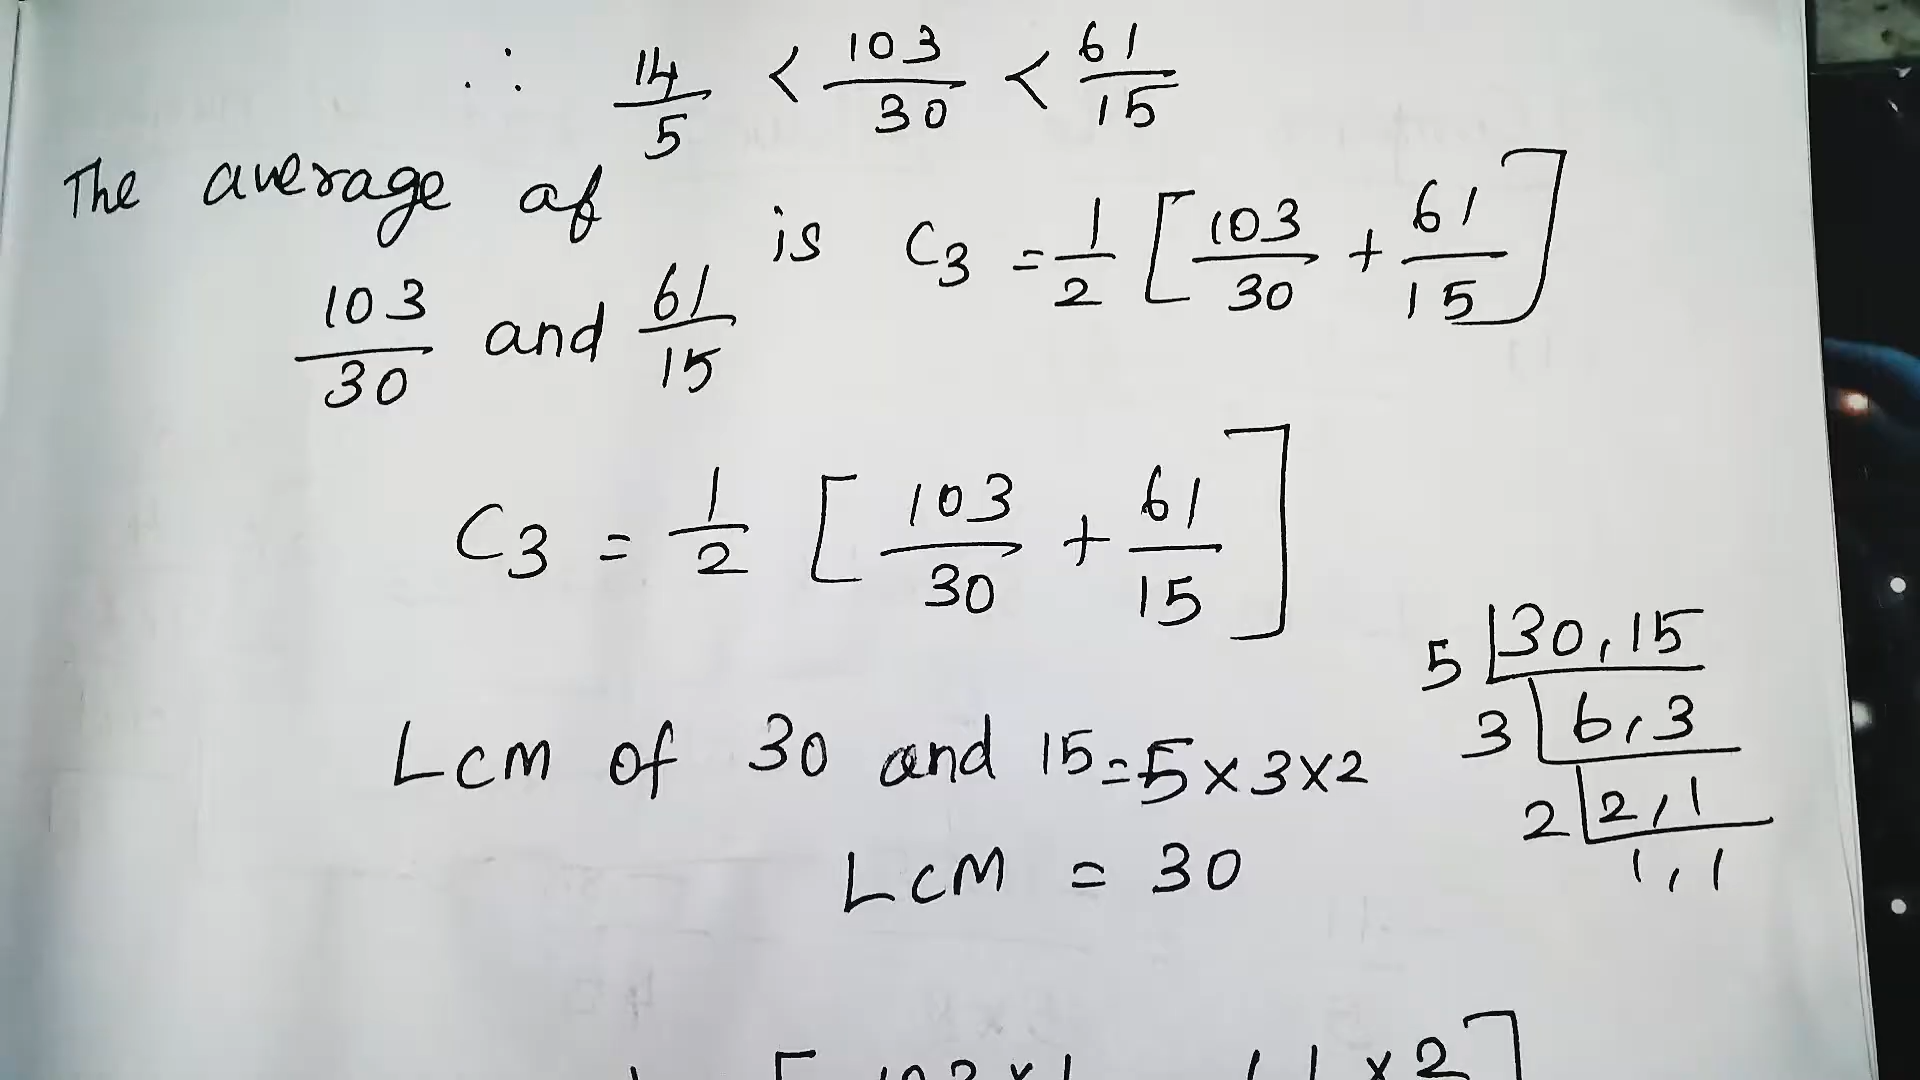 ∴ 14/5 < 103/30 < 61/15
The average of 103/30 and 61/15 is C3 = 1/2 [103/30 + 61/15]
C3 = 1/2 [103/30 + 61/15]
LCM of 30 and 15 = 5 x 3 x 2
5 | 30, 15
3 | 6, 3
2 | 2, 1
1, 1
LCM = 30